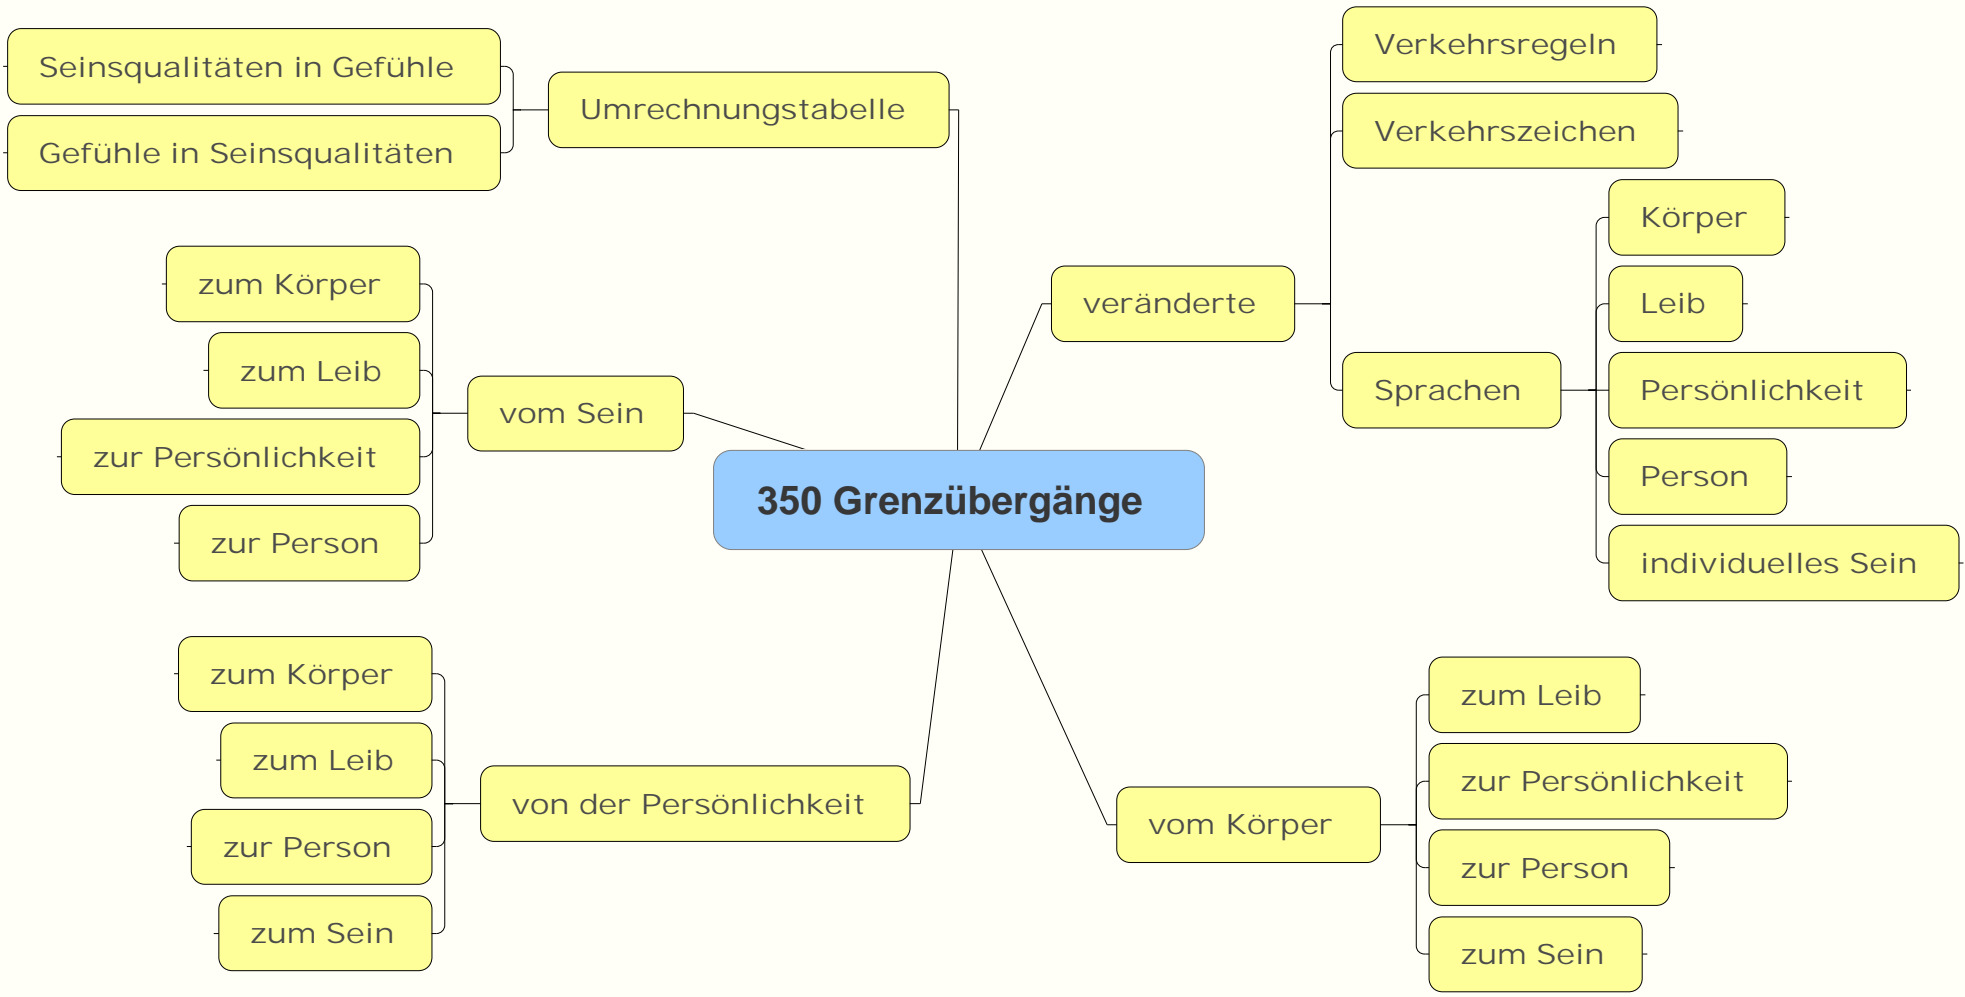 350 Grenzübergänge
veränderte
Verkehrsregeln
Verkehrszeichen
Sprachen
Körper
Leib
Persönlichkeit
Person
individuelles Sein
vom Körper
zum Leib
zur Persönlichkeit
zur Person
zum Sein
von der Persönlichkeit
zum Körper
zum Leib
zur Person
zum Sein
vom Sein
zum Körper
zum Leib
zur Persönlichkeit
zur Person
Umrechnungstabelle
Seinsqualitäten in Gefühle
Gefühle in Seinsqualitäten